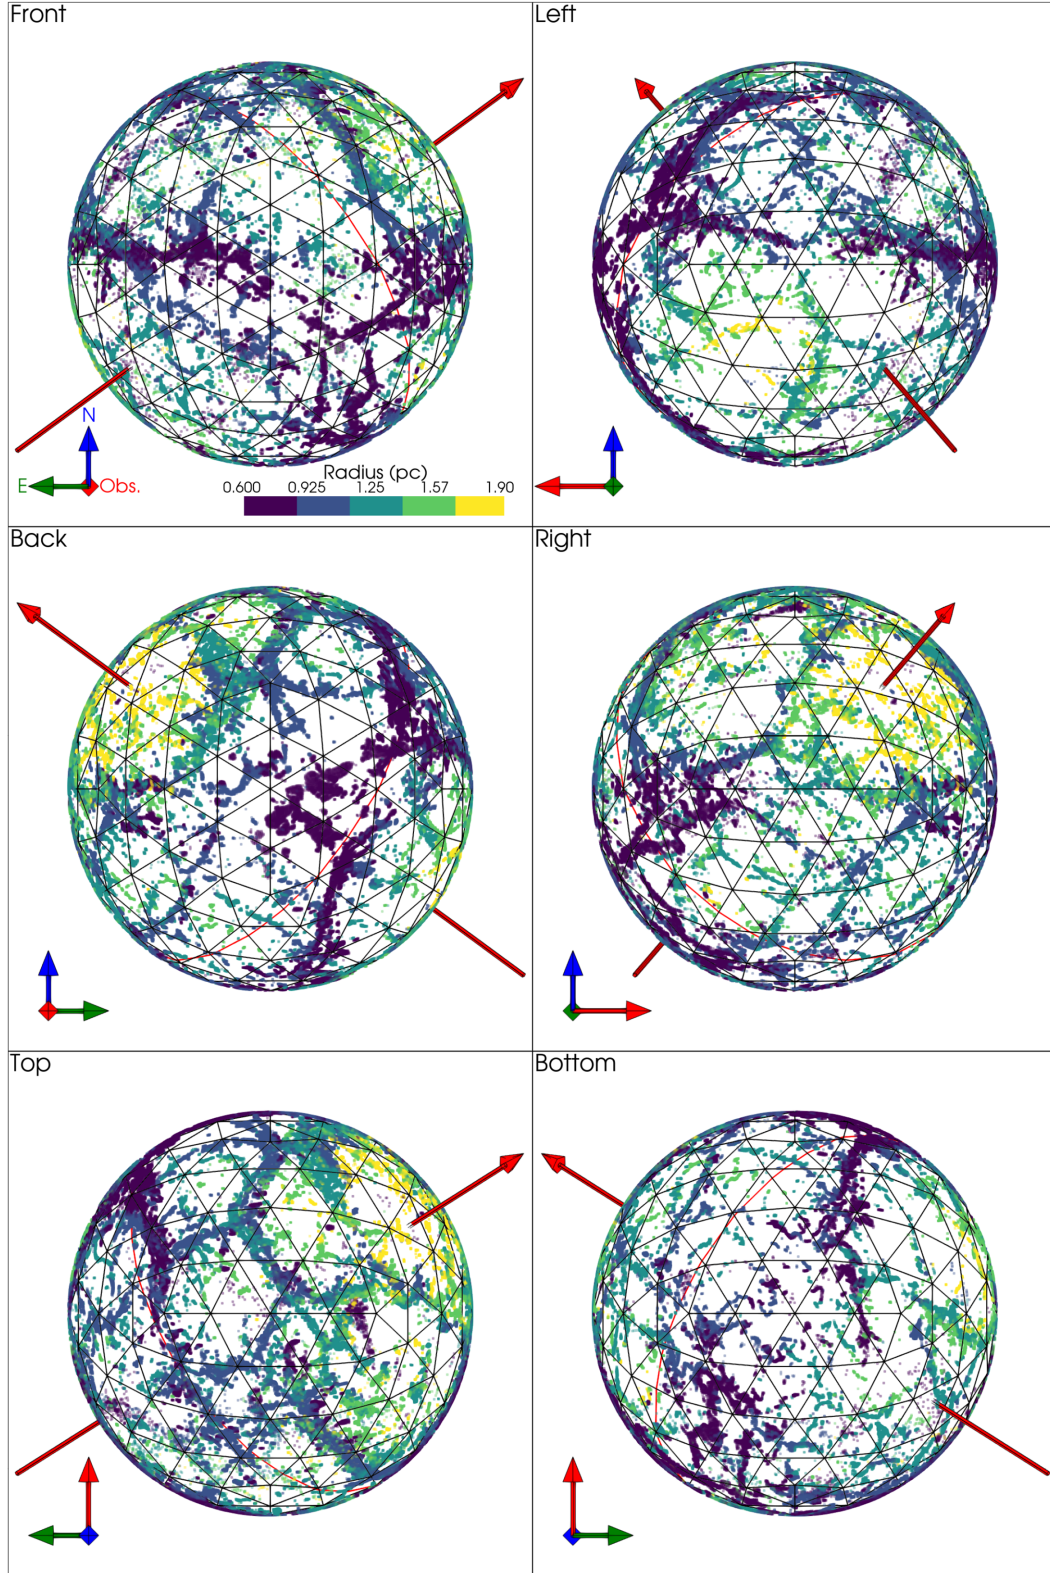 Front
Left
N
E
Obs.
Radius (pc)
0.600 0.925 1.25 1.57 1.90
Back
Right
Top
Bottom